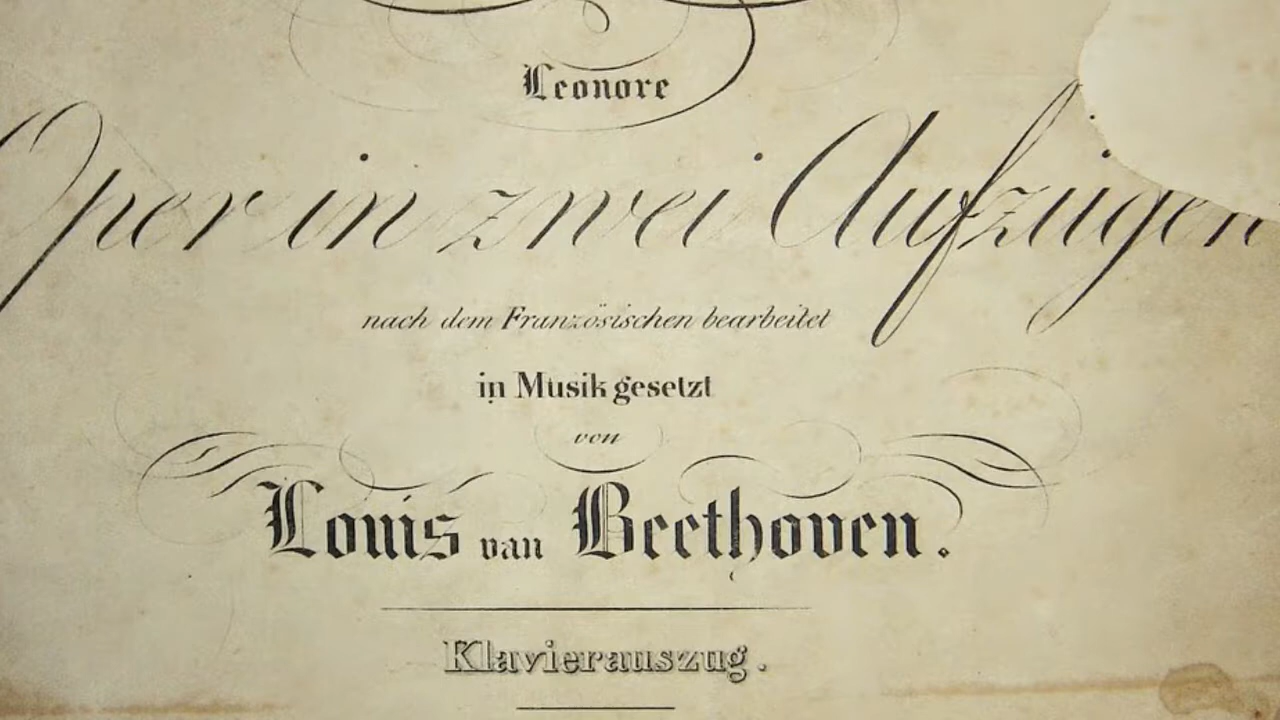 Leonore
Oper in zwei Aufzügen
nach dem Französischen bearbeitet
in Musik gesetzt
von
Louis van Beethoven.
Klavierauszug.